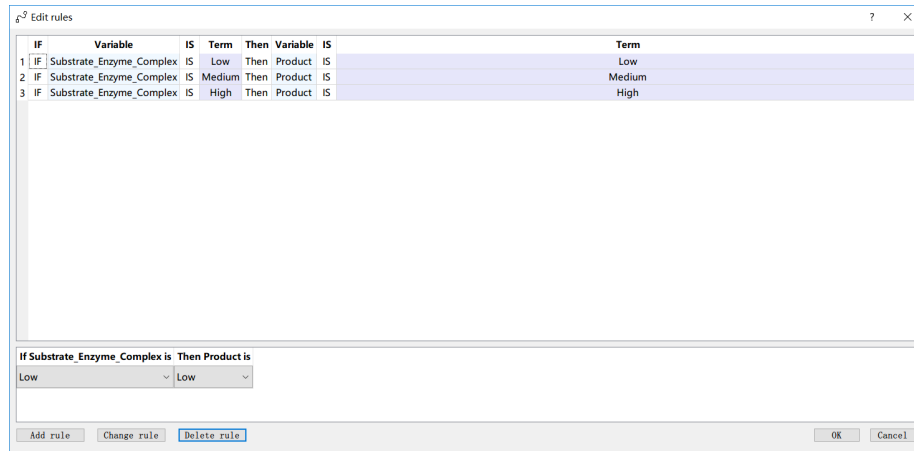 Edit rules ? ×
IF Variable IS Term Then Variable IS Term
1 IF Substrate_Enzyme_Complex IS Low Then Product IS Low
2 IF Substrate_Enzyme_Complex IS Medium Then Product IS Medium
3 IF Substrate_Enzyme_Complex IS High Then Product IS High
If Substrate_Enzyme_Complex is Then Product is
Low Low
Add rule Change rule Delete rule OK Cancel